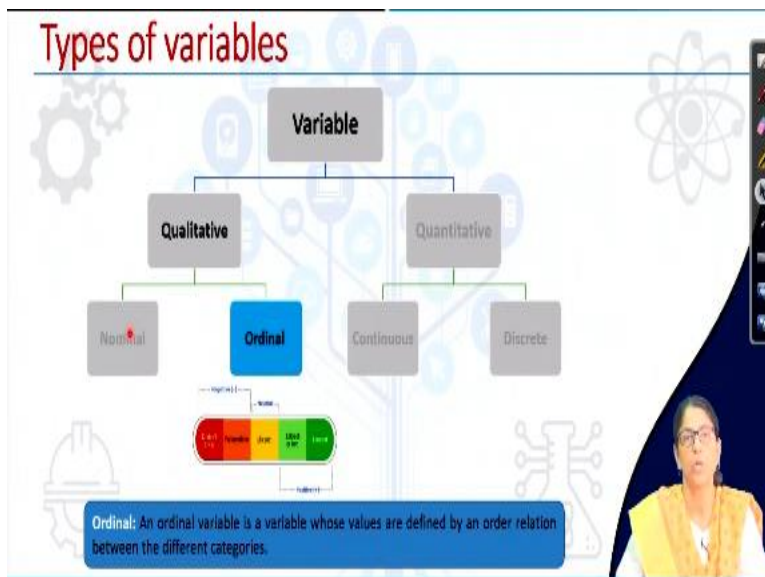 Types of variables
Variable
Qualitative
Quantitative
Nominal
Ordinal
Continuous
Discrete
Ordinal: An ordinal variable is a variable whose values are defined by an order relation
between the different categories.